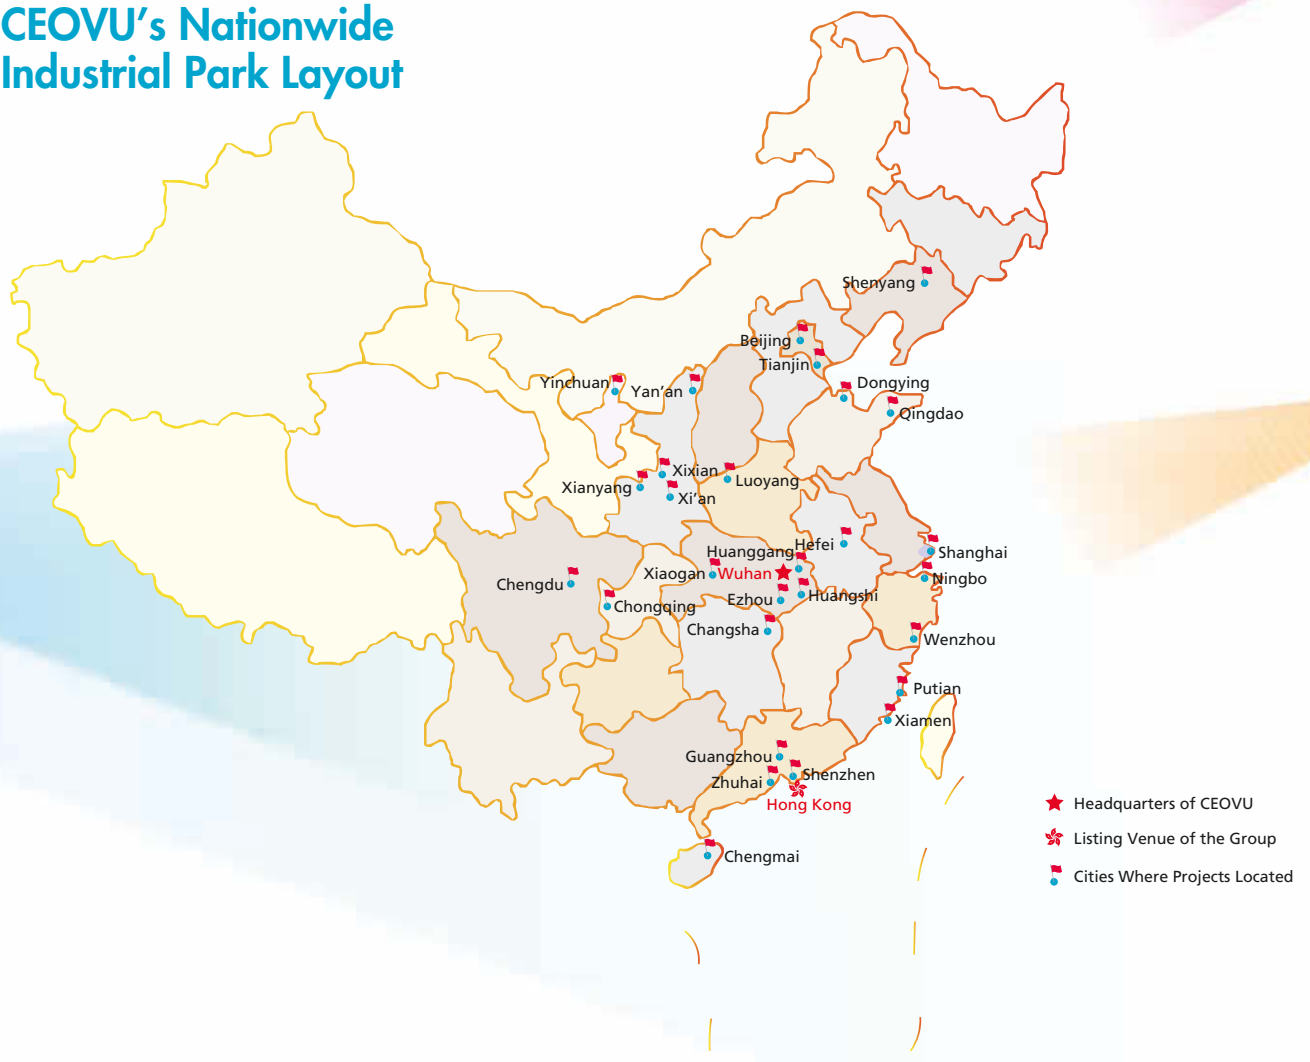 CEOVU's Nationwide
Industrial Park Layout
Shenyang
Beijing
Tianjin
Yinchuan
Yan'an
Dongying
Qingdao
Xixian
Luoyang
Xianyang
Xi'an
Huanggang
Hefei
Shanghai
Xiaogan
Wuhan
Ningbo
Chengdu
Chongqing
Ezhou
Huangshi
Changsha
Wenzhou
Putian
Xiamen
Guangzhou
Shenzhen
Zhuhai
Hong Kong
Chengmai
Headquarters of CEOVU
Listing Venue of the Group
Cities Where Projects Located